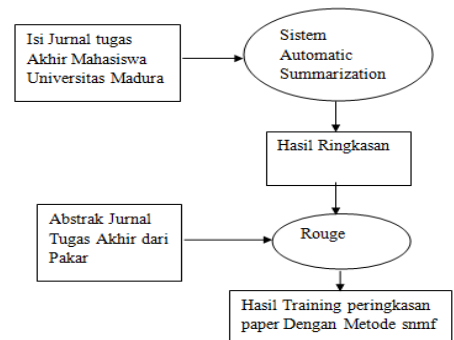 Isi Jurnal tugas
Akhir Mahasiswa
Universitas Madura
Sistem
Automatic
Summarization
Hasil Ringkasan
Abstrak Jurnal
Tugas Akhir dari
Pakar
Rouge
Hasil Training peringkasan
paper Dengan Metode snmf